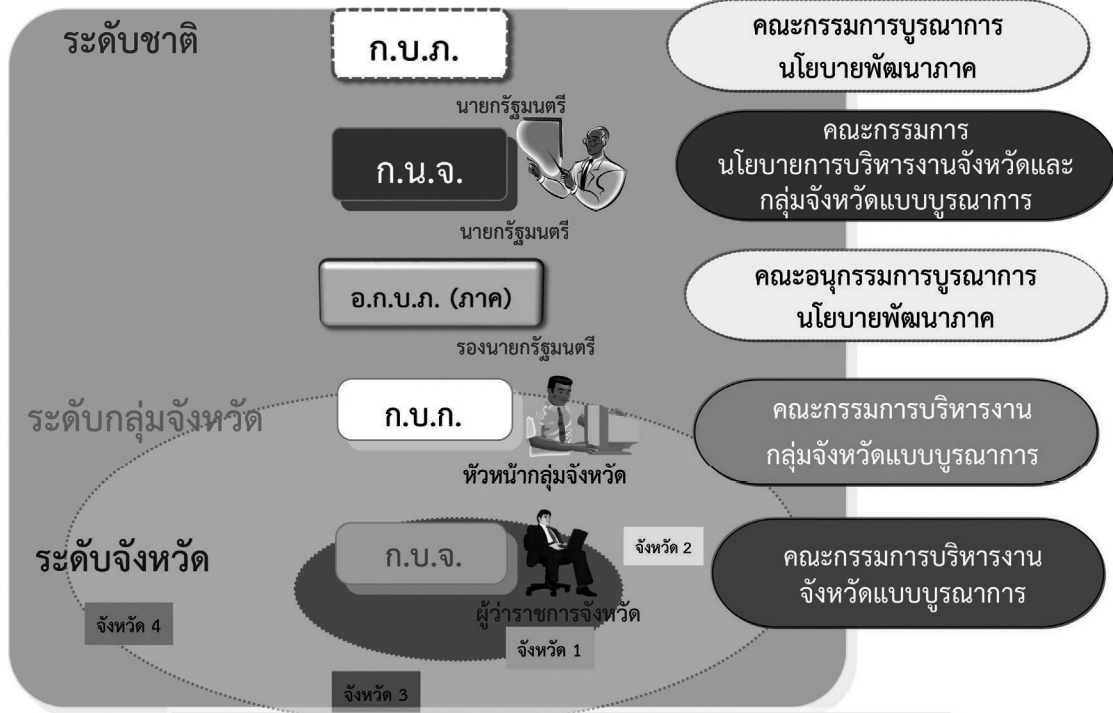 ระดับชาติ
ก.บ.ภ.
คณะกรรมการบูรณาการ
นโยบายพัฒนาภาค
นายกรัฐมนตรี
ก.น.จ.
คณะกรรมการ
นโยบายการบริหารงานจังหวัดและ
กลุ่มจังหวัดแบบบูรณาการ
นายกรัฐมนตรี
อ.ก.บ.ภ. (ภาค)
คณะอนุกรรมการบูรณาการ
นโยบายพัฒนาภาค
รองนายกรัฐมนตรี
ระดับกลุ่มจังหวัด
ก.บ.ก.
คณะกรรมการบริหารงาน
กลุ่มจังหวัดแบบบูรณาการ
หัวหน้ากลุ่มจังหวัด
ระดับจังหวัด
ก.บ.จ.
จังหวัด 2
คณะกรรมการบริหารงาน
จังหวัดแบบบูรณาการ
ผู้ว่าราชการจังหวัด
จังหวัด 4
จังหวัด 1
จังหวัด 3